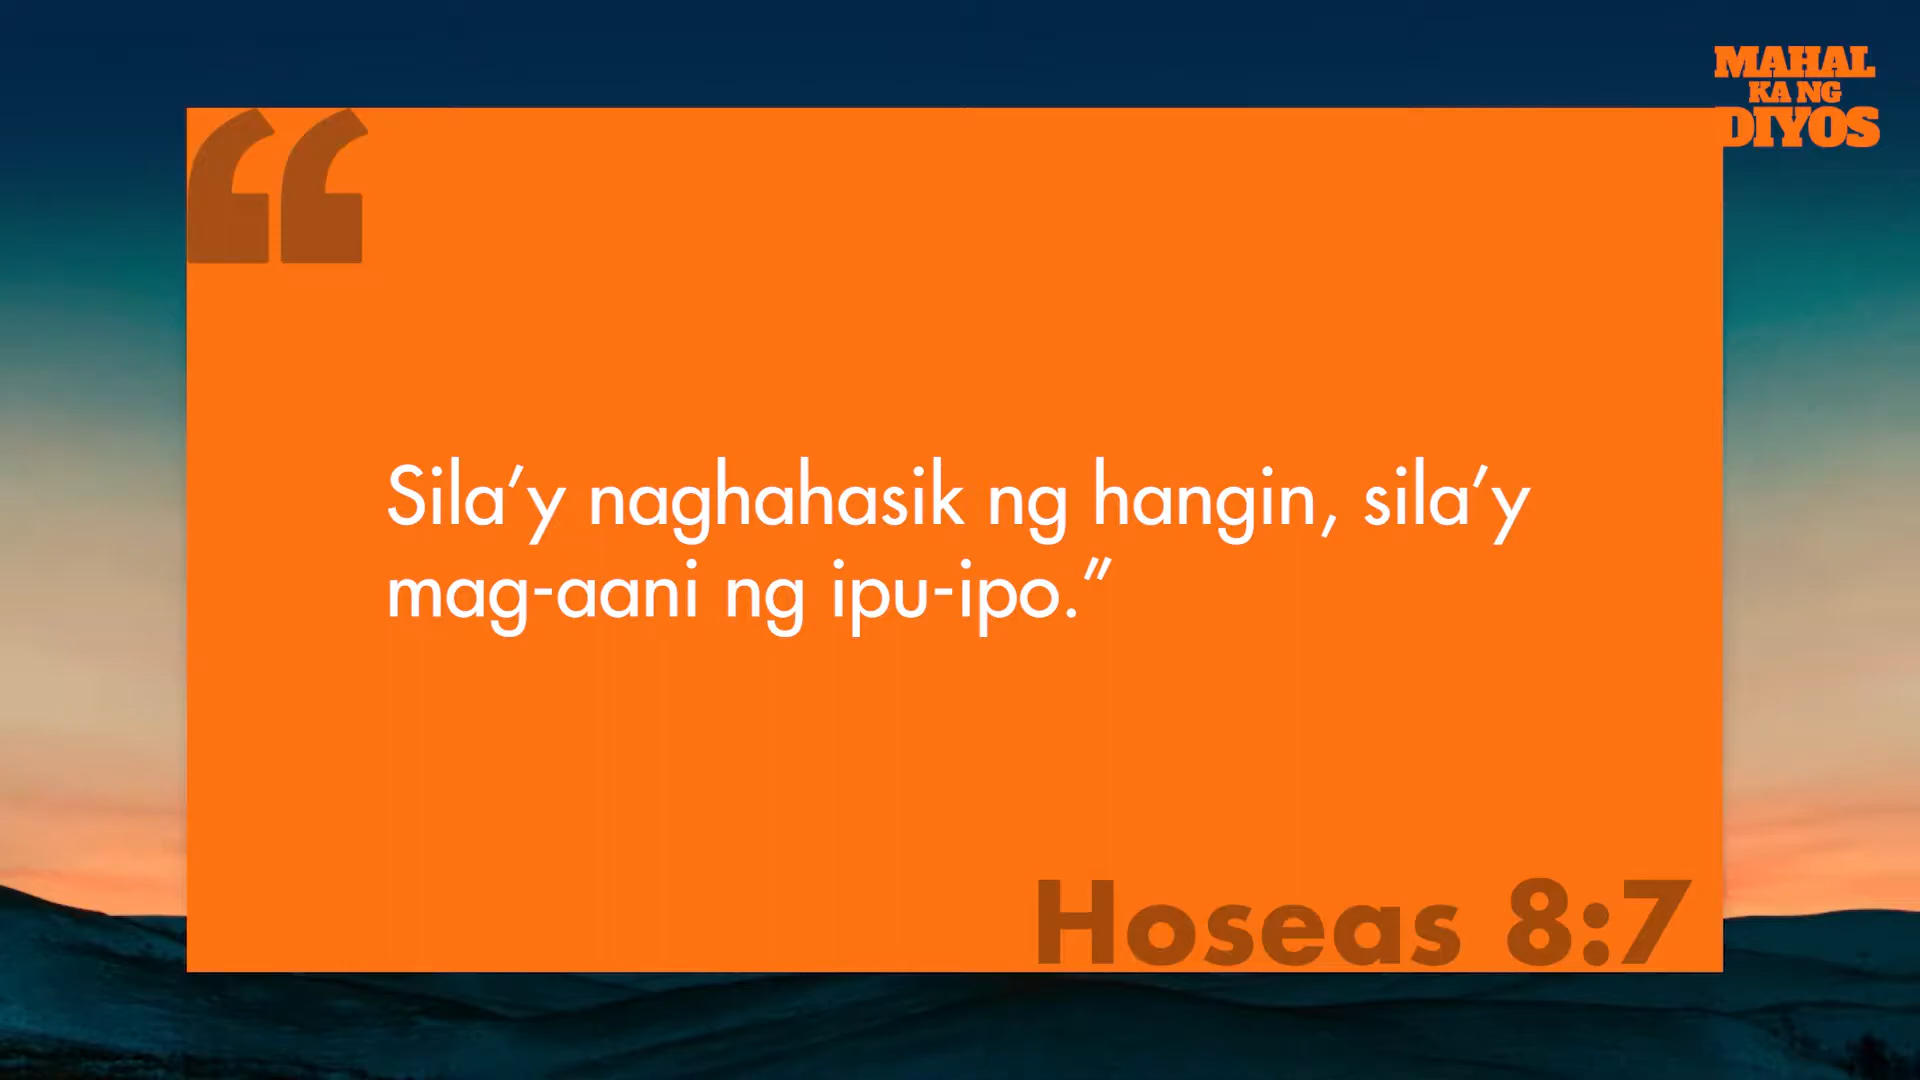 MAHAL
KA NG
DIYOS
“
Sila’y naghahasik ng hangin, sila’y
mag-aani ng ipu-ipo.”
Hoseas 8:7